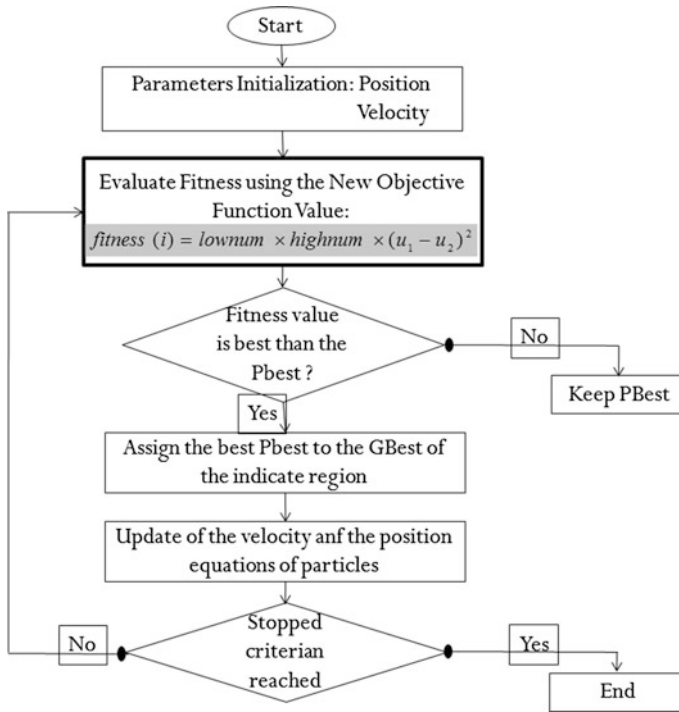 Start
Parameters Initialization: Position
Velocity
Evaluate Fitness using the New Objective
Function Value:
fitness (i) = lownum × highnum × (u₁ − u₂)²
Fitness value
is best than the
Pbest ?
No
Keep PBest
Yes
Assign the best Pbest to the GBest of
the indicate region
Update of the velocity anf the position
equations of particles
No
Stopped
criterian
reached
Yes
End